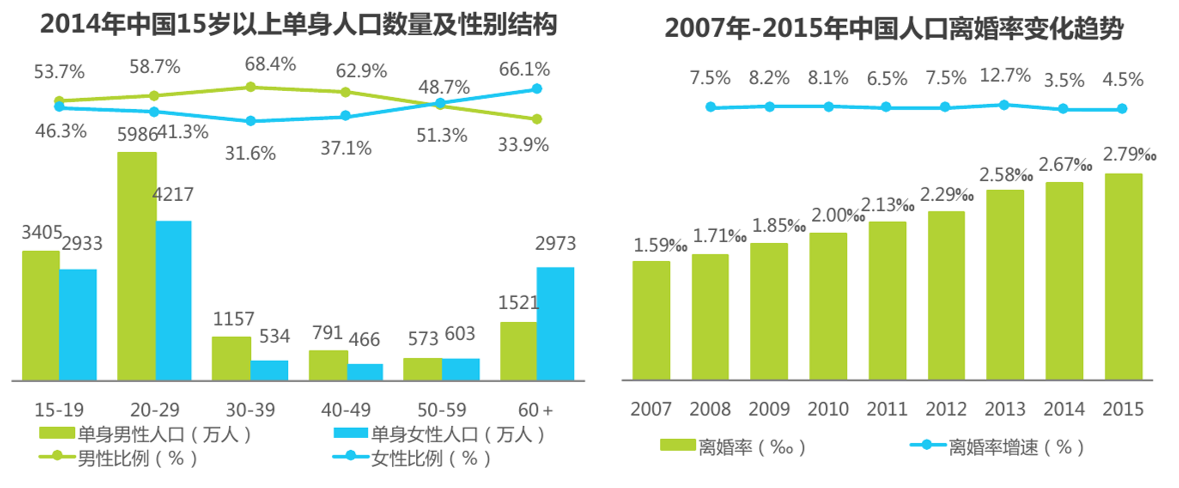 2014年中国15岁以上单身人口数量及性别结构
53.7% 58.7% 68.4% 62.9% 48.7% 66.1%
46.3% 41.3% 31.6% 37.1% 51.3% 33.9%
3405 5986 1157 791 573 1521
2933 4217 534 466 603 2973
15-19 20-29 30-39 40-49 50-59 60+
单身男性人口（万人） 单身女性人口（万人）
男性比例（%） 女性比例（%）
2007年-2015年中国人口离婚率变化趋势
7.5% 8.2% 8.1% 6.5% 7.5% 12.7% 3.5% 4.5%
1.59‰ 1.71‰ 1.85‰ 2.00‰ 2.13‰ 2.29‰ 2.58‰ 2.67‰ 2.79‰
2007 2008 2009 2010 2011 2012 2013 2014 2015
离婚率（‰） 离婚率增速（%）